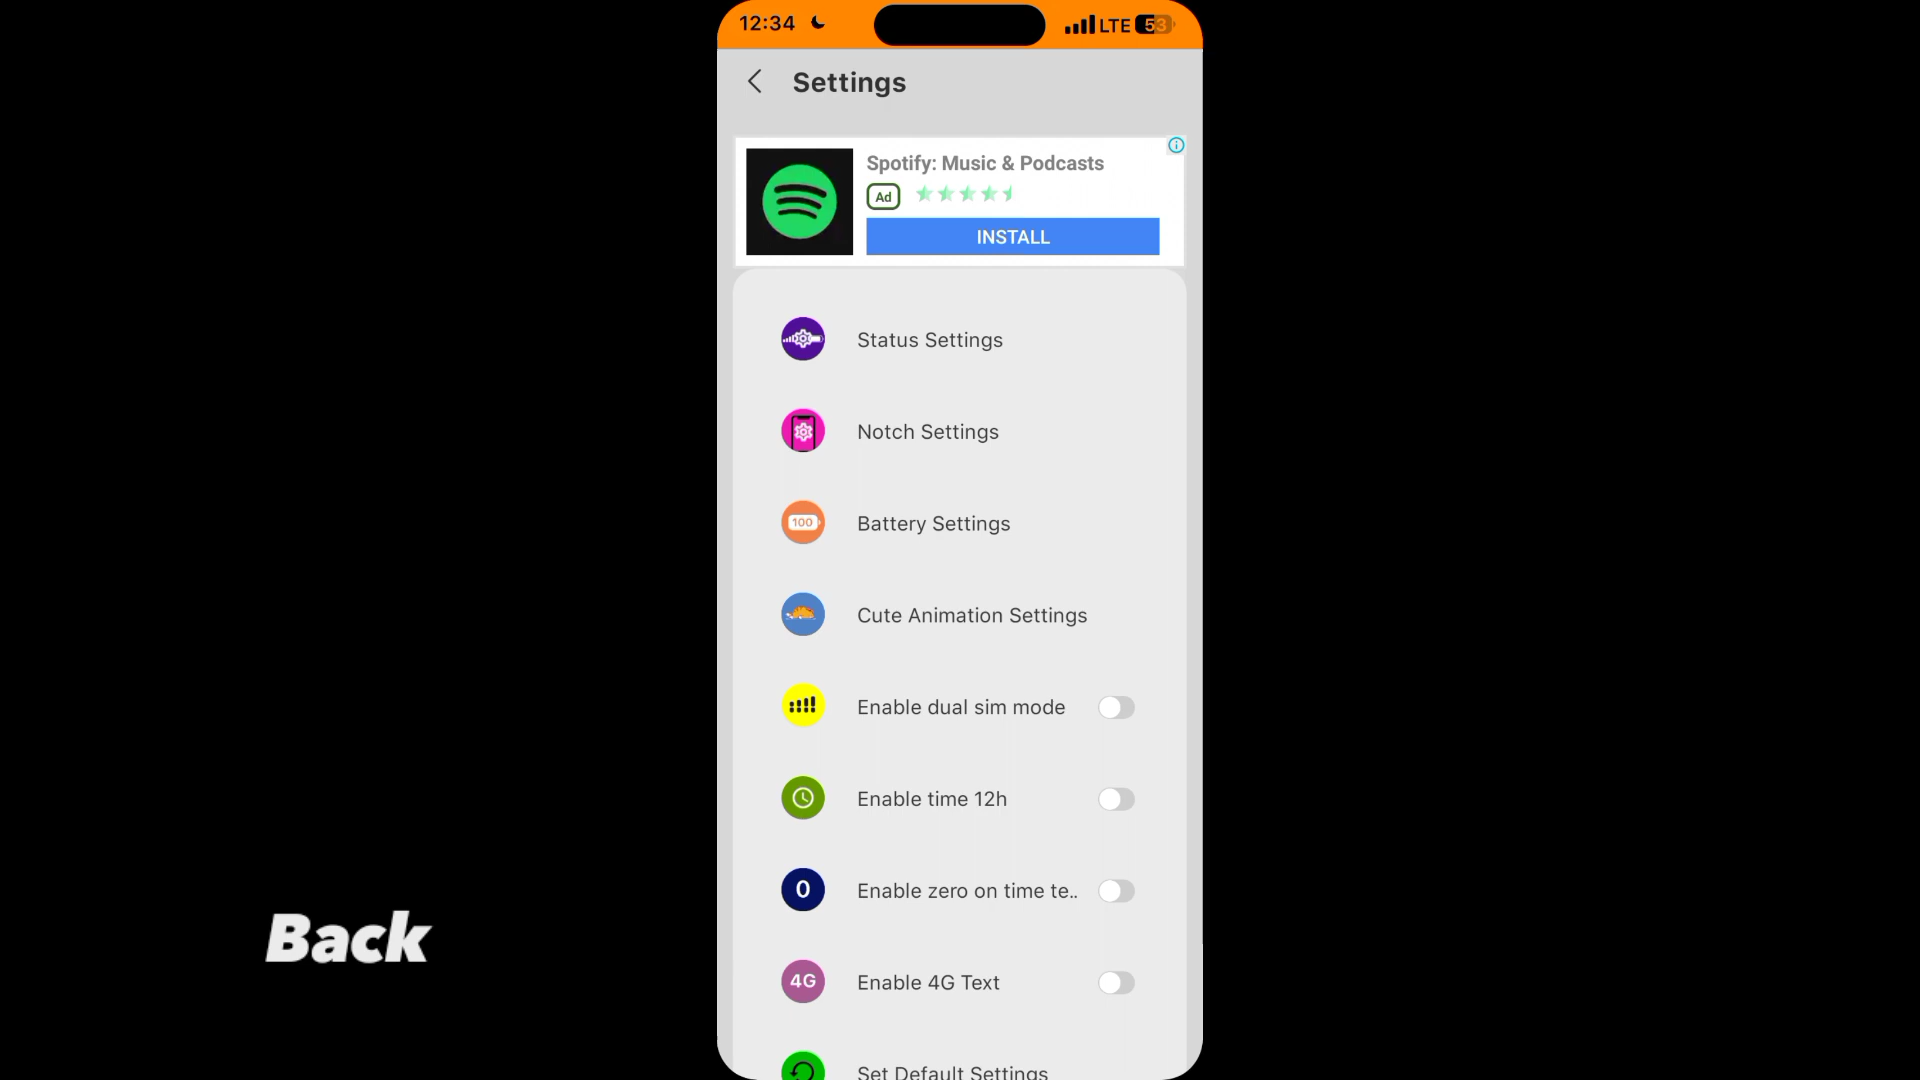 12:34 LTE 53
Settings
Spotify: Music & Podcasts
Ad
INSTALL
Status Settings
Notch Settings
100 Battery Settings
Cute Animation Settings
Enable dual sim mode
Enable time 12h
0 Enable zero on time te..
Back
4G Enable 4G Text
Set Default Settings